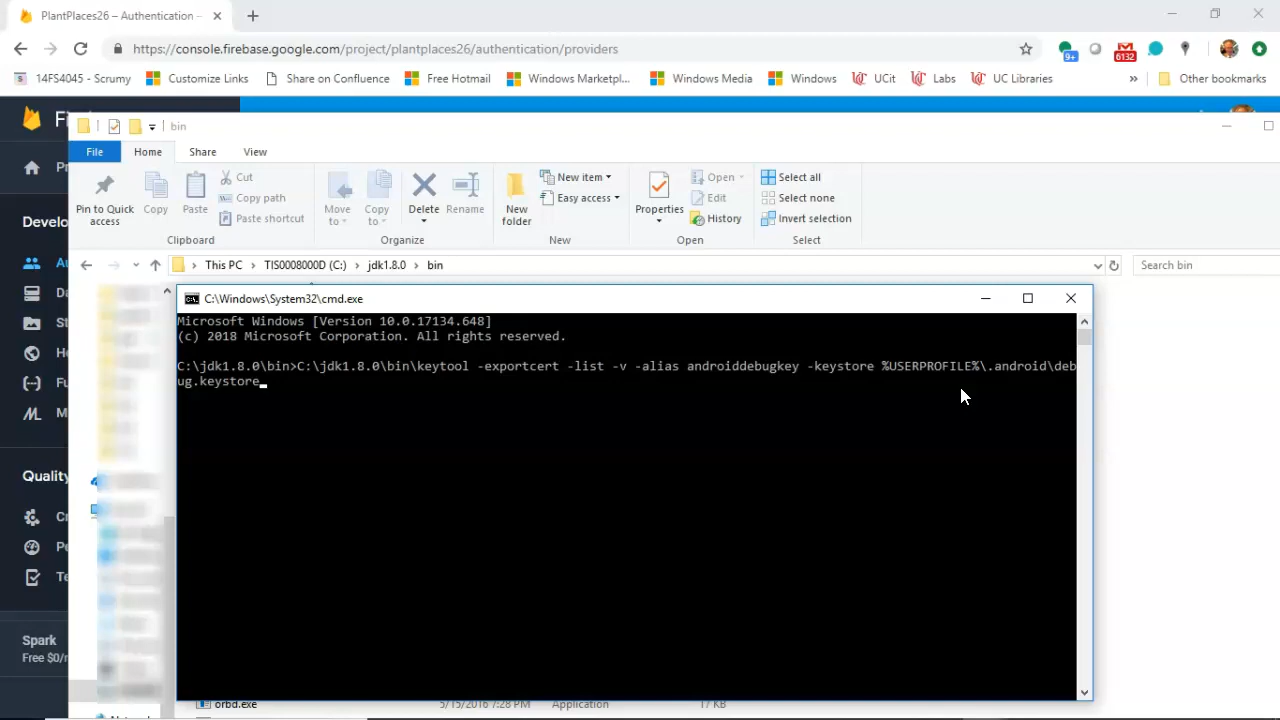 PlantPlaces26 – Authentication –
https://console.firebase.google.com/project/plantplaces26/authentication/providers
9+
6132
14FS4045 - Scrumy
Customize Links
Share on Confluence
Free Hotmail
Windows Marketpl...
Windows Media
Windows
UCit
Labs
UC Libraries
»
Other bookmarks
bin
File
Home
Share
View
Pin to Quick access
Copy
Paste
Cut
Copy path
Paste shortcut
Clipboard
Move to
Copy to
Delete
Rename
Organize
New folder
New item
Easy access
New
Properties
Open
Edit
History
Open
Select all
Select none
Invert selection
Select
This PC > TIS0008000D (C:) > jdk1.8.0 > bin
Search bin
Develo
Quality
Spark
Free $0/
C:\Windows\System32\cmd.exe
Microsoft Windows [Version 10.0.17134.648]
(c) 2018 Microsoft Corporation. All rights reserved.
C:\jdk1.8.0\bin>C:\jdk1.8.0\bin\keytool -exportcert -list -v -alias androiddebugkey -keystore %USERPROFILE%\.android\deb
ug.keystore
orbd.exe
5/15/2016 7:28 PM
Application
17 KB